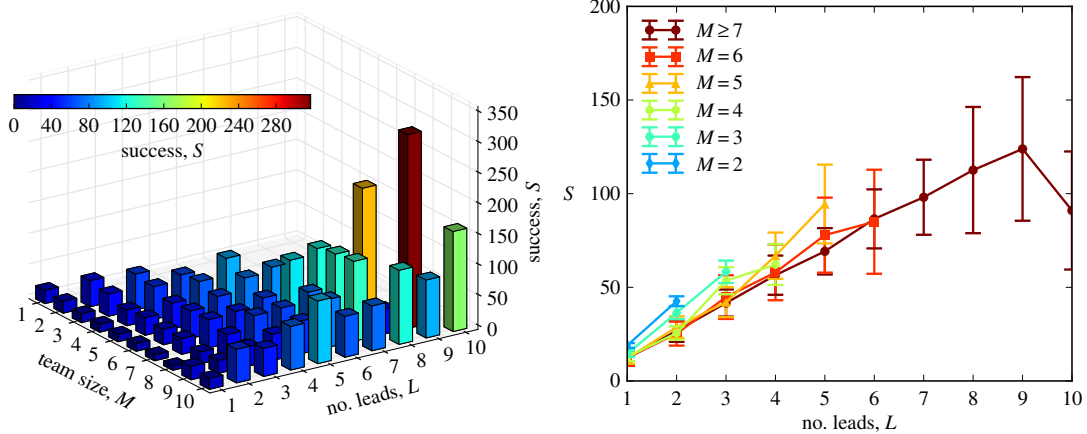 0 40 80 120 160 200 240 280
success, S
350
300
250
200
150
100
50
0
success, S
1 2 3 4 5 6 7 8 9 10
team size, M
1 2 3 4 5 6 7 8 9 10
no. leads, L
200
150
100
50
0
S
M ≥ 7
M = 6
M = 5
M = 4
M = 3
M = 2
1 2 3 4 5 6 7 8 9 10
no. leads, L